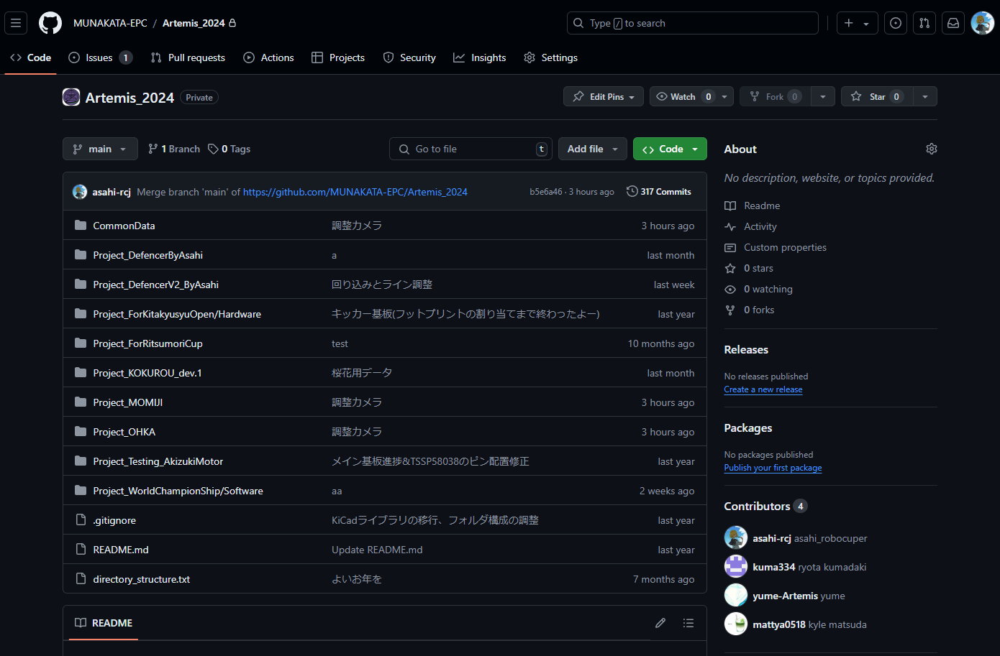 MUNAKATA-EPC / Artemis_2024
Type / to search
Code
Issues 1
Pull requests
Actions
Projects
Security
Insights
Settings
Artemis_2024 Private
Edit Pins
Watch 0
Fork 0
Star 0
main
1 Branch
0 Tags
Go to file t
Add file
Code
asahi-rcj Merge branch 'main' of https://github.com/MUNAKATA-EPC/Artemis_2024 b5e6a46 · 3 hours ago 317 Commits
CommonData 調整カメラ 3 hours ago
Project_DefencerByAsahi a last month
Project_DefencerV2_ByAsahi 回り込みとライン調整 last week
Project_ForKitakyusyuOpen/Hardware キッカー基板(フットプリントの割り当てまで終わったよー) last year
Project_ForRitsumoriCup test 10 months ago
Project_KOKUROU_dev.1 桜花用データ last month
Project_MOMIJI 調整カメラ 3 hours ago
Project_OHKA 調整カメラ 3 hours ago
Project_Testing_AkizukiMotor メイン基板進捗&TSSP58038のピン配置修正 last year
Project_WorldChampionShip/Software aa 2 weeks ago
.gitignore KiCadライブラリの移行、フォルダ構成の調整 last year
README.md Update README.md last year
directory_structure.txt よいお年を 7 months ago
README
About
No description, website, or topics provided.
Readme
Activity
Custom properties
0 stars
0 watching
0 forks
Releases
No releases published
Create a new release
Packages
No packages published
Publish your first package
Contributors 4
asahi-rcj asahi_robocuper
kuma334 ryota kumadaki
yume-Artemis yume
mattya0518 kyle matsuda